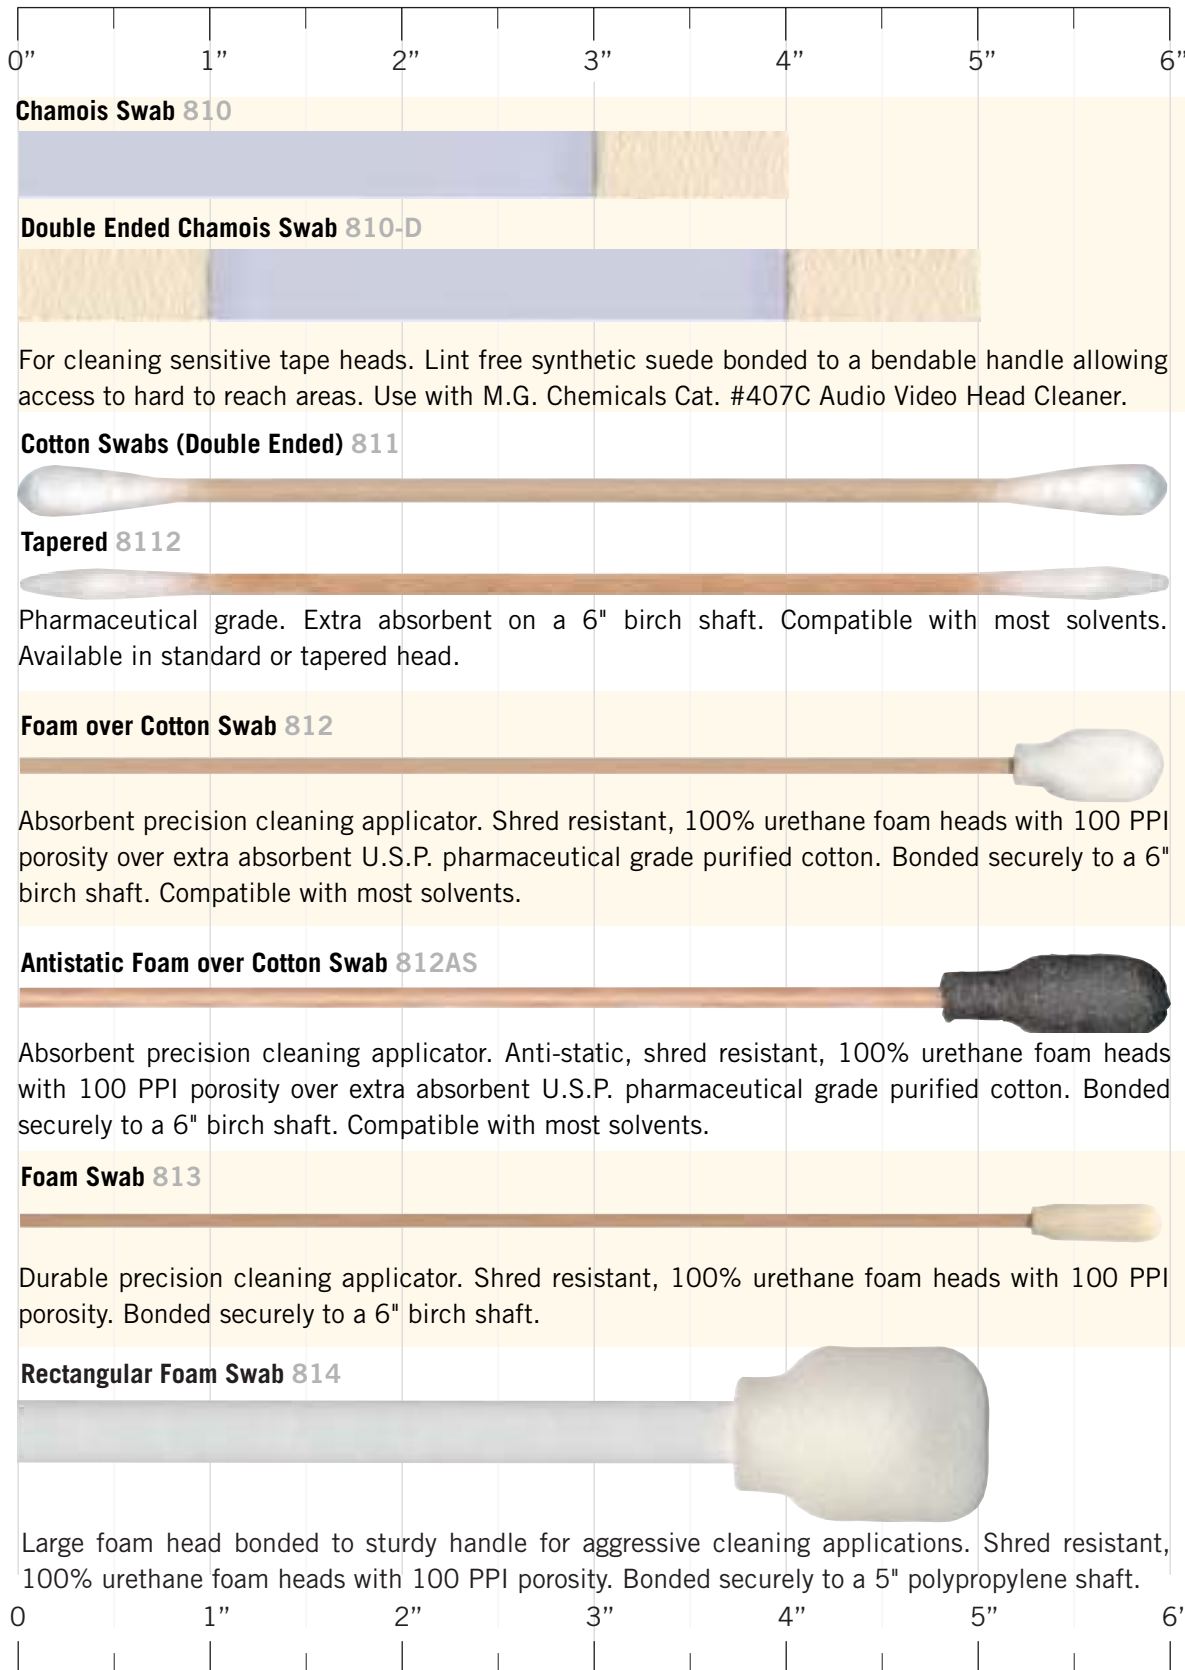 0” 1” 2” 3” 4” 5” 6”
Chamois Swab 810
Double Ended Chamois Swab 810-D
For cleaning sensitive tape heads. Lint free synthetic suede bonded to a bendable handle allowing
access to hard to reach areas. Use with M.G. Chemicals Cat. #407C Audio Video Head Cleaner.
Cotton Swabs (Double Ended) 811
Tapered 8112
Pharmaceutical grade. Extra absorbent on a 6" birch shaft. Compatible with most solvents.
Available in standard or tapered head.
Foam over Cotton Swab 812
Absorbent precision cleaning applicator. Shred resistant, 100% urethane foam heads with 100 PPI
porosity over extra absorbent U.S.P. pharmaceutical grade purified cotton. Bonded securely to a 6"
birch shaft. Compatible with most solvents.
Antistatic Foam over Cotton Swab 812AS
Absorbent precision cleaning applicator. Anti-static, shred resistant, 100% urethane foam heads
with 100 PPI porosity over extra absorbent U.S.P. pharmaceutical grade purified cotton. Bonded
securely to a 6" birch shaft. Compatible with most solvents.
Foam Swab 813
Durable precision cleaning applicator. Shred resistant, 100% urethane foam heads with 100 PPI
porosity. Bonded securely to a 6" birch shaft.
Rectangular Foam Swab 814
Large foam head bonded to sturdy handle for aggressive cleaning applications. Shred resistant,
100% urethane foam heads with 100 PPI porosity. Bonded securely to a 5" polypropylene shaft.
0 1” 2” 3” 4” 5” 6’